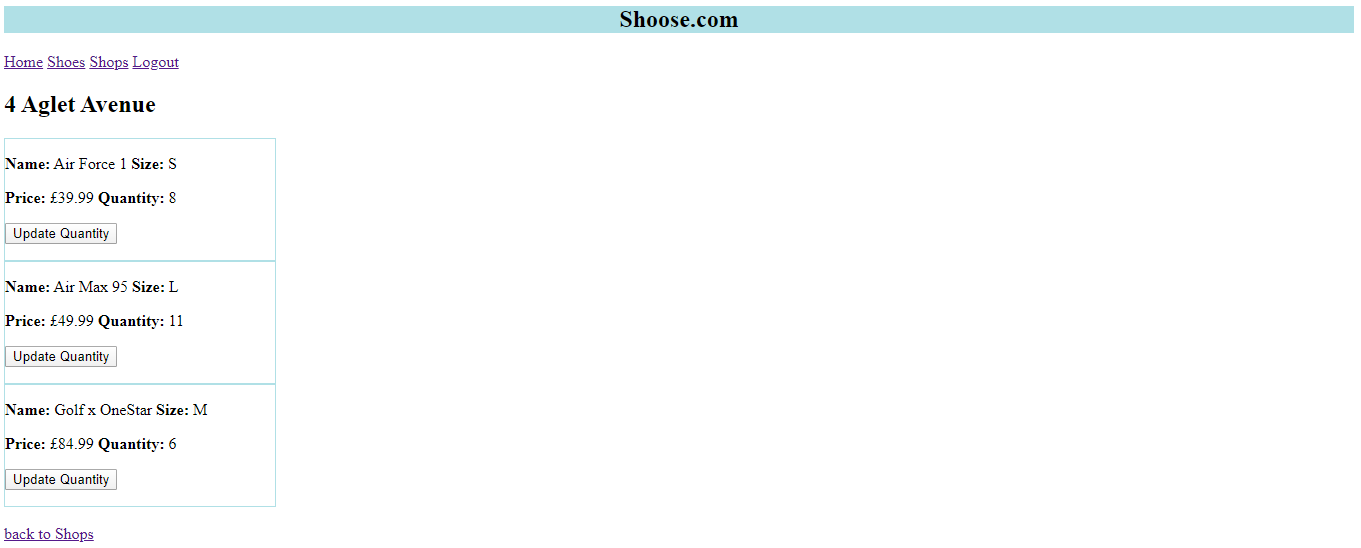 Shoose.com
Home Shoes Shops Logout
4 Aglet Avenue
Name: Air Force 1 Size: S
Price: £39.99 Quantity: 8
Update Quantity
Name: Air Max 95 Size: L
Price: £49.99 Quantity: 11
Update Quantity
Name: Golf x OneStar Size: M
Price: £84.99 Quantity: 6
Update Quantity
back to Shops